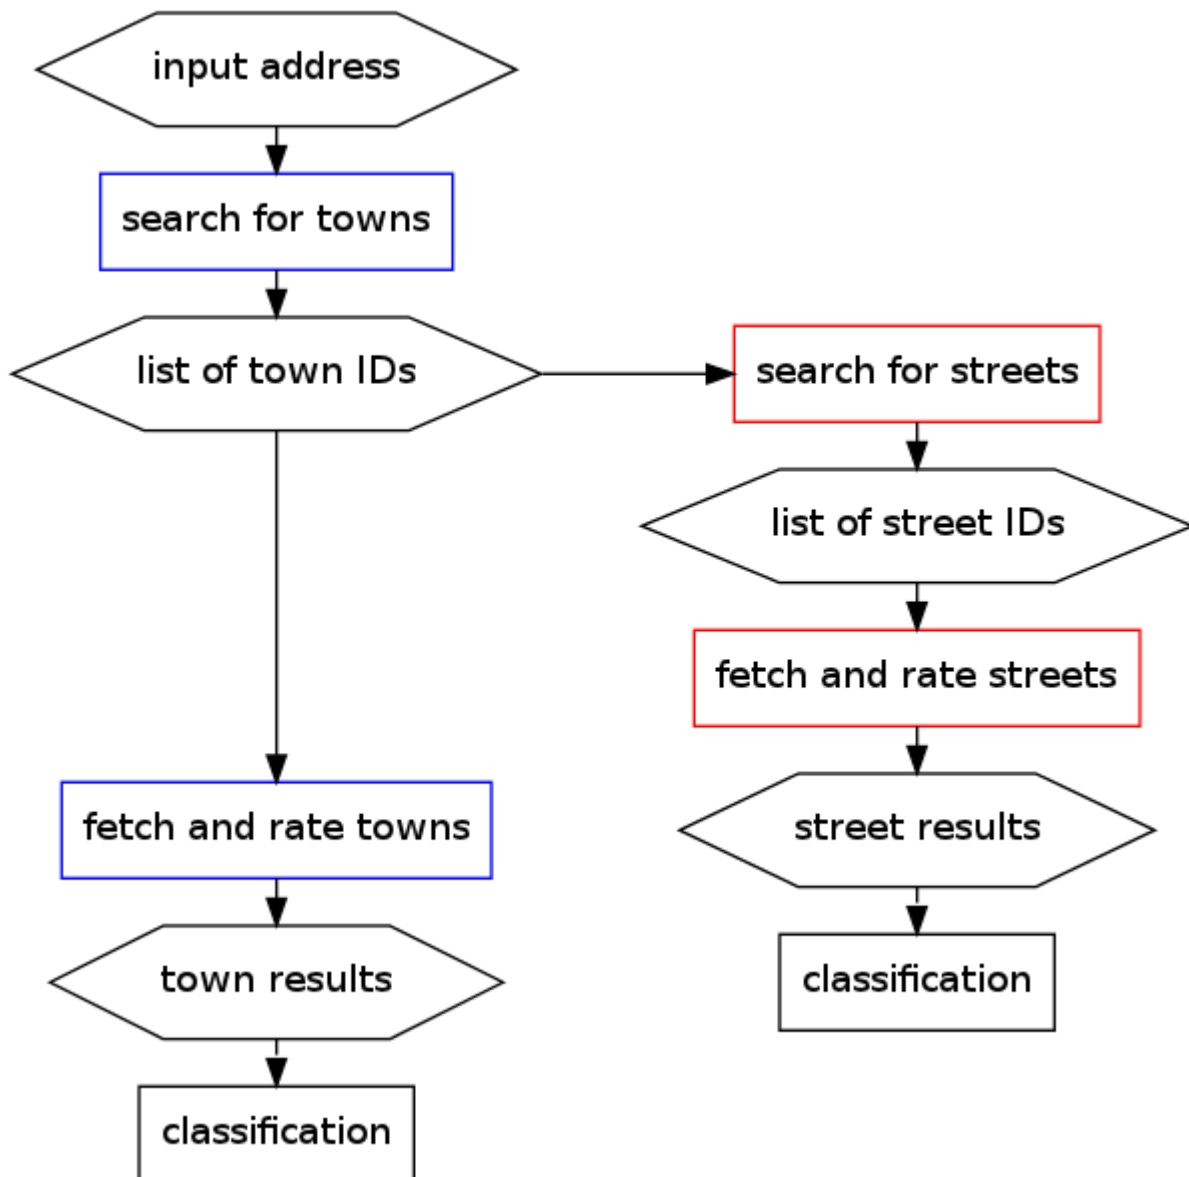 input address
search for towns
list of town IDs
search for streets
list of street IDs
fetch and rate streets
fetch and rate towns
street results
town results
classification
classification